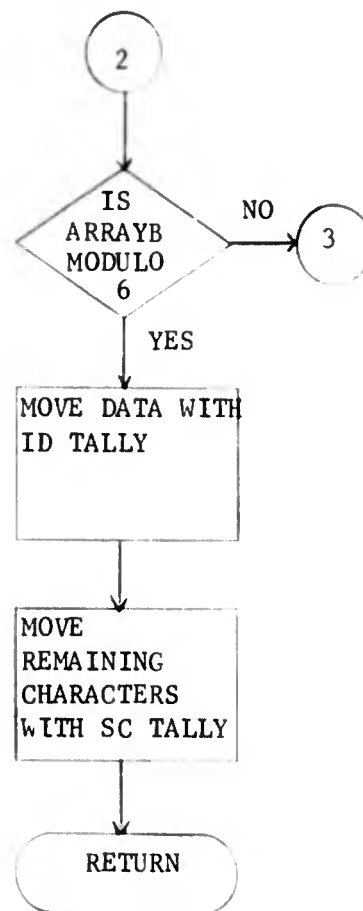 2
IS
ARRAYB
MODULO
6
NO
3
YES
MOVE DATA WITH
ID TALLY
MOVE
REMAINING
CHARACTERS
WITH SC TALLY
RETURN